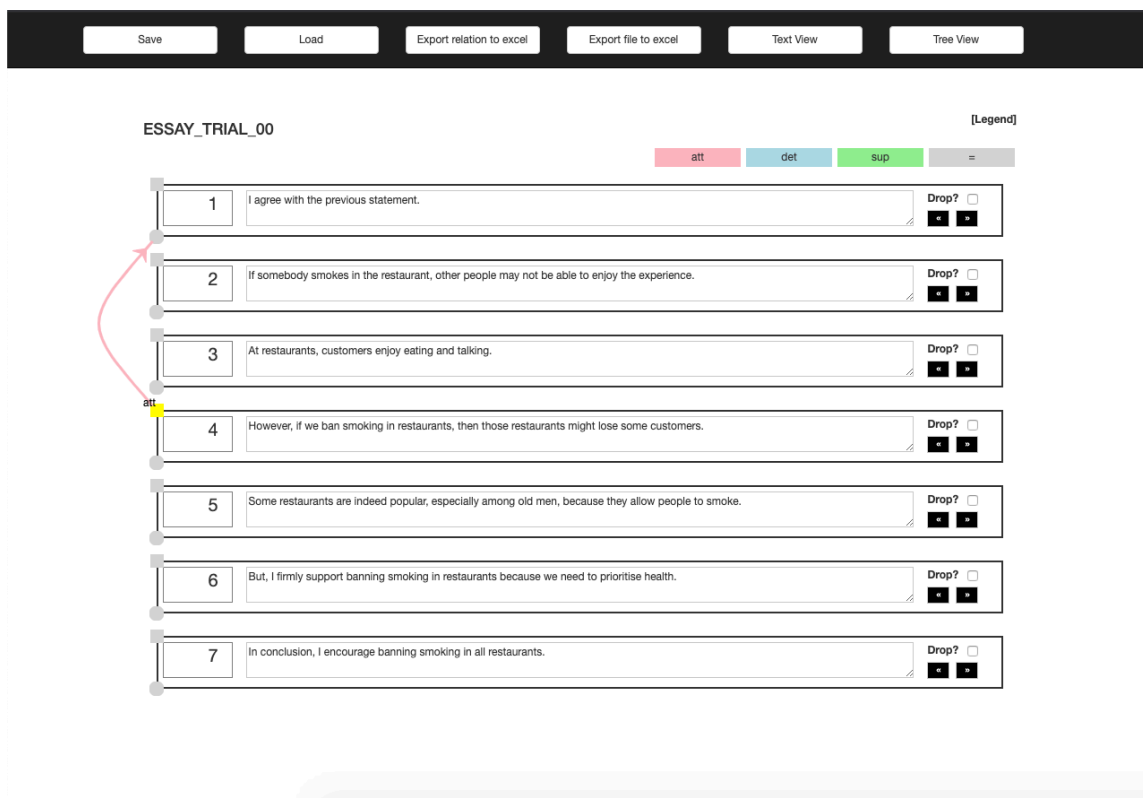 Save Load Export relation to excel Export file to excel Text View Tree View
[Legend]
ESSAY_TRIAL_00
att det sup =
1 I agree with the previous statement. Drop?
« »
2 If somebody smokes in the restaurant, other people may not be able to enjoy the experience. Drop?
« »
3 At restaurants, customers enjoy eating and talking. Drop?
« »
att
4 However, if we ban smoking in restaurants, then those restaurants might lose some customers. Drop?
« »
5 Some restaurants are indeed popular, especially among old men, because they allow people to smoke. Drop?
« »
6 But, I firmly support banning smoking in restaurants because we need to prioritise health. Drop?
« »
7 In conclusion, I encourage banning smoking in all restaurants. Drop?
« »